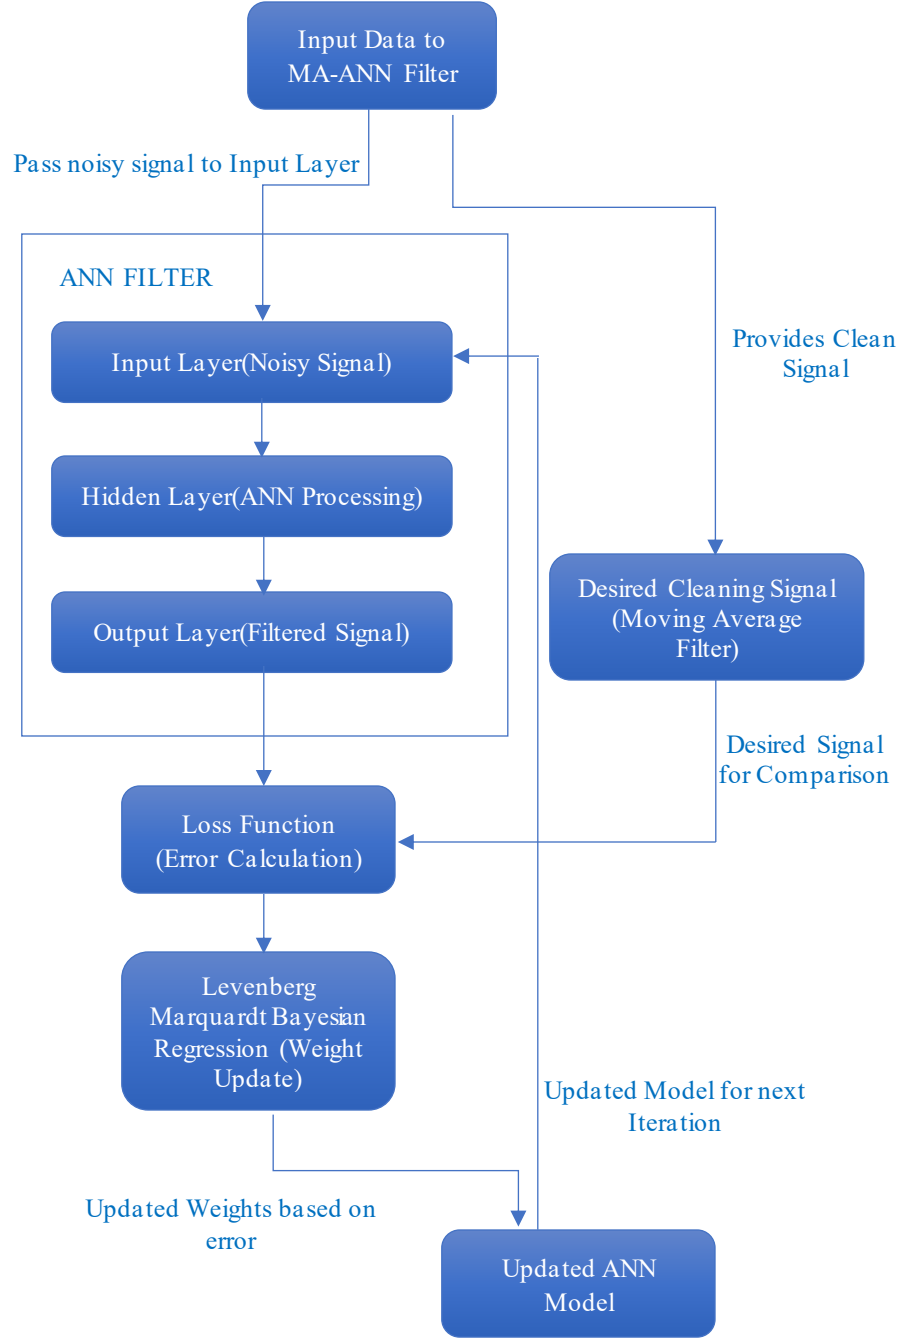 Input Data to
MA-ANN Filter
Pass noisy signal to Input Layer
ANN FILTER
Input Layer(Noisy Signal)
Provides Clean
Signal
Hidden Layer(ANN Processing)
Desired Cleaning Signal
(Moving Average
Filter)
Output Layer(Filtered Signal)
Desired Signal
for Comparison
Loss Function
(Error Calculation)
Levenberg
Marquardt Bayesian
Regression (Weight
Update)
Updated Model for next
Iteration
Updated Weights based on
error
Updated ANN
Model